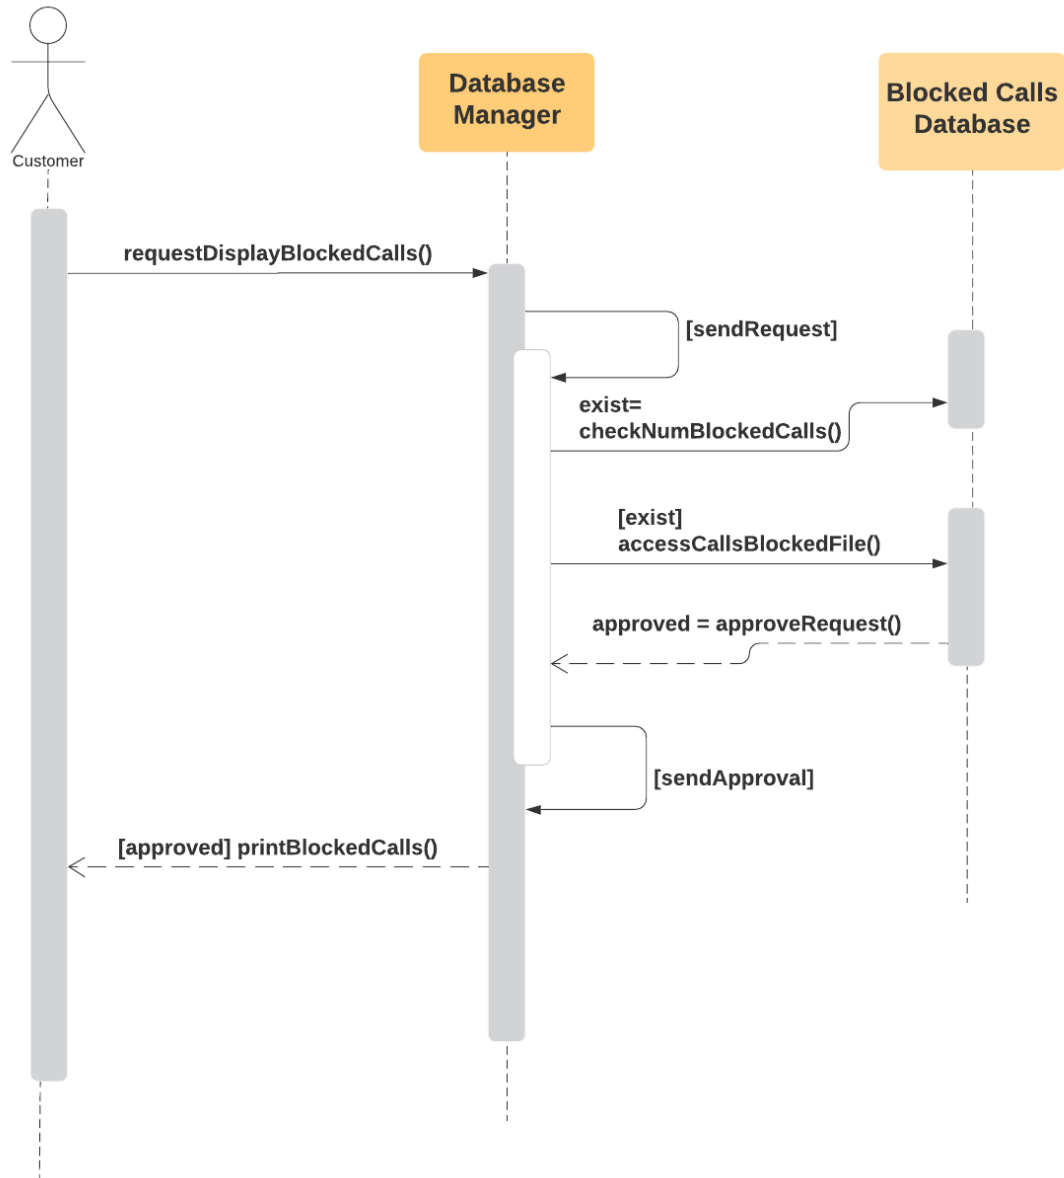 Customer
Database
Manager
Blocked Calls
Database
requestDisplayBlockedCalls()
[sendRequest]
exist=
checkNumBlockedCalls()
[exist]
accessCallsBlockedFile()
approved = approveRequest()
[sendApproval]
[approved] printBlockedCalls()